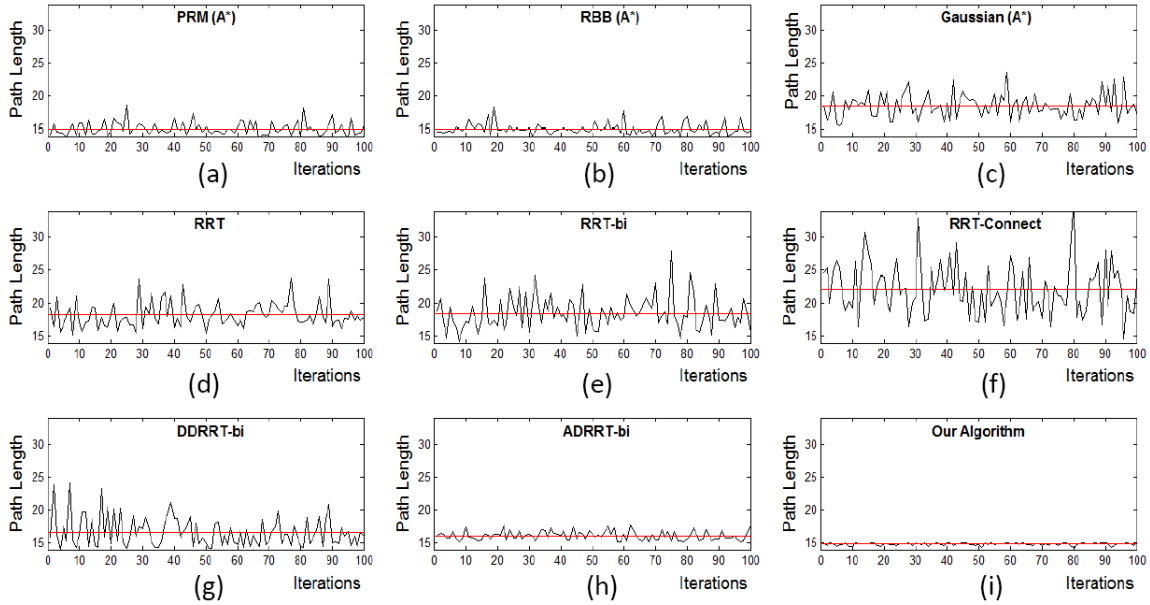 PRM (A*)
Path Length
30
25
20
15
0 10 20 30 40 50 60 70 80 90 100
(a)
Iterations
RBB (A*)
Path Length
30
25
20
15
0 10 20 30 40 50 60 70 80 90 100
(b)
Iterations
Gaussian (A*)
Path Length
30
25
20
15
0 10 20 30 40 50 60 70 80 90 100
(c)
Iterations
RRT
Path Length
30
25
20
15
0 10 20 30 40 50 60 70 80 90 100
(d)
Iterations
RRT-bi
Path Length
30
25
20
15
0 10 20 30 40 50 60 70 80 90 100
(e)
Iterations
RRT-Connect
Path Length
30
25
20
15
0 10 20 30 40 50 60 70 80 90 100
(f)
Iterations
DDRRT-bi
Path Length
30
25
20
15
0 10 20 30 40 50 60 70 80 90 100
(g)
Iterations
ADRRT-bi
Path Length
30
25
20
15
0 10 20 30 40 50 60 70 80 90 100
(h)
Iterations
Our Algorithm
Path Length
30
25
20
15
0 10 20 30 40 50 60 70 80 90 100
(i)
Iterations